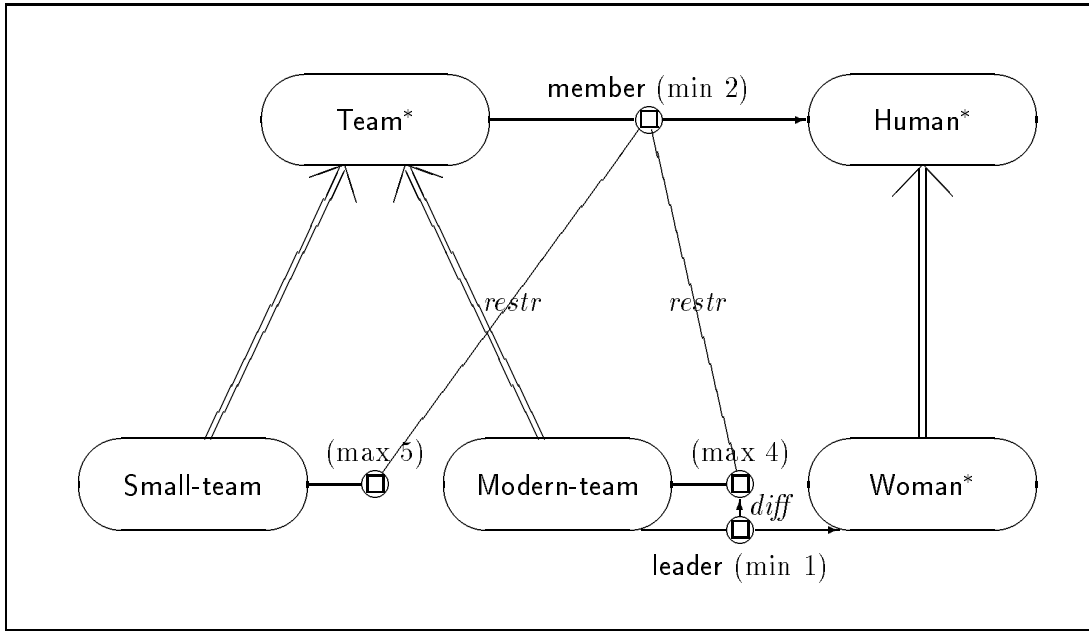 member (min 2)
Team*
Human*
restr
restr
(max 5)
(max 4)
Small-team
Modern-team
Woman*
diff
leader (min 1)